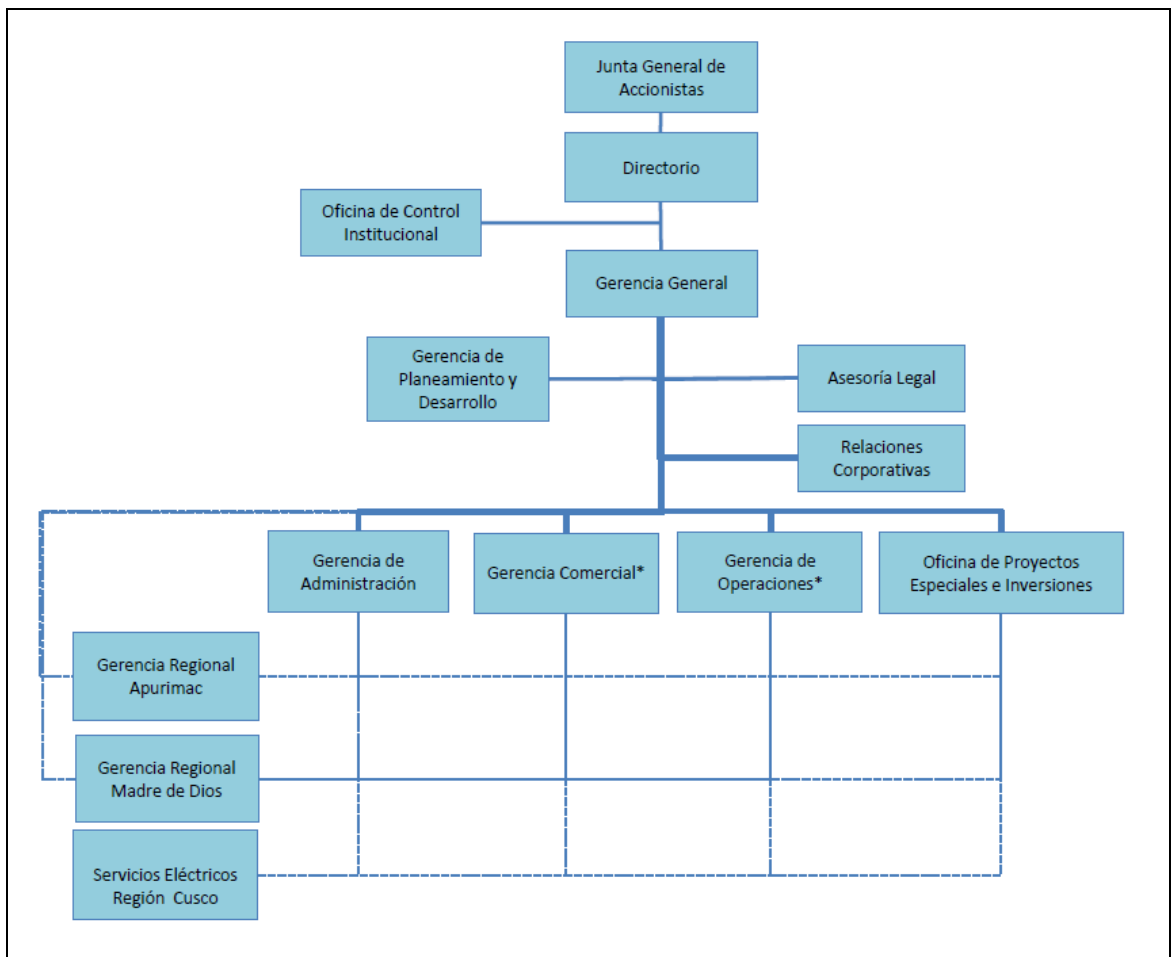 Junta General de
Accionistas
Directorio
Oficina de Control
Institucional
Gerencia General
Gerencia de
Planeamiento y
Desarrollo
Asesoría Legal
Relaciones
Corporativas
Gerencia de
Administración
Gerencia Comercial*
Gerencia de
Operaciones*
Oficina de Proyectos
Especiales e Inversiones
Gerencia Regional
Apurimac
Gerencia Regional
Madre de Dios
Servicios Eléctricos
Región Cusco